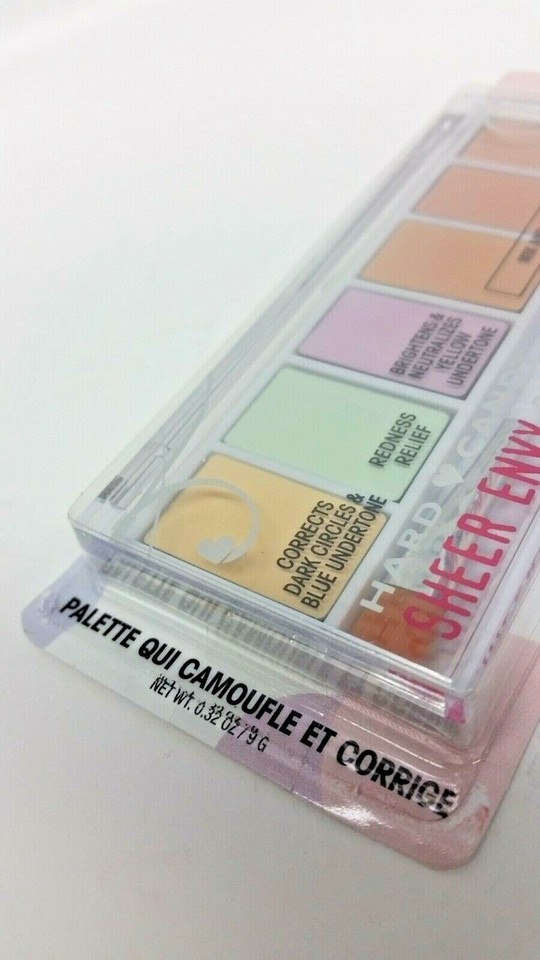 BRIGHTENS &
NEUTRALIZES
YELLOW
UNDERTONE
REDNESS
RELIEF
CORRECTS
DARK CIRCLES &
BLUE UNDERTONE
HARD CANDY
SHEER ENVY
PALETTE QUI CAMOUFLE ET CORRIGE
NET WT. 0.32 OZ / 9 G